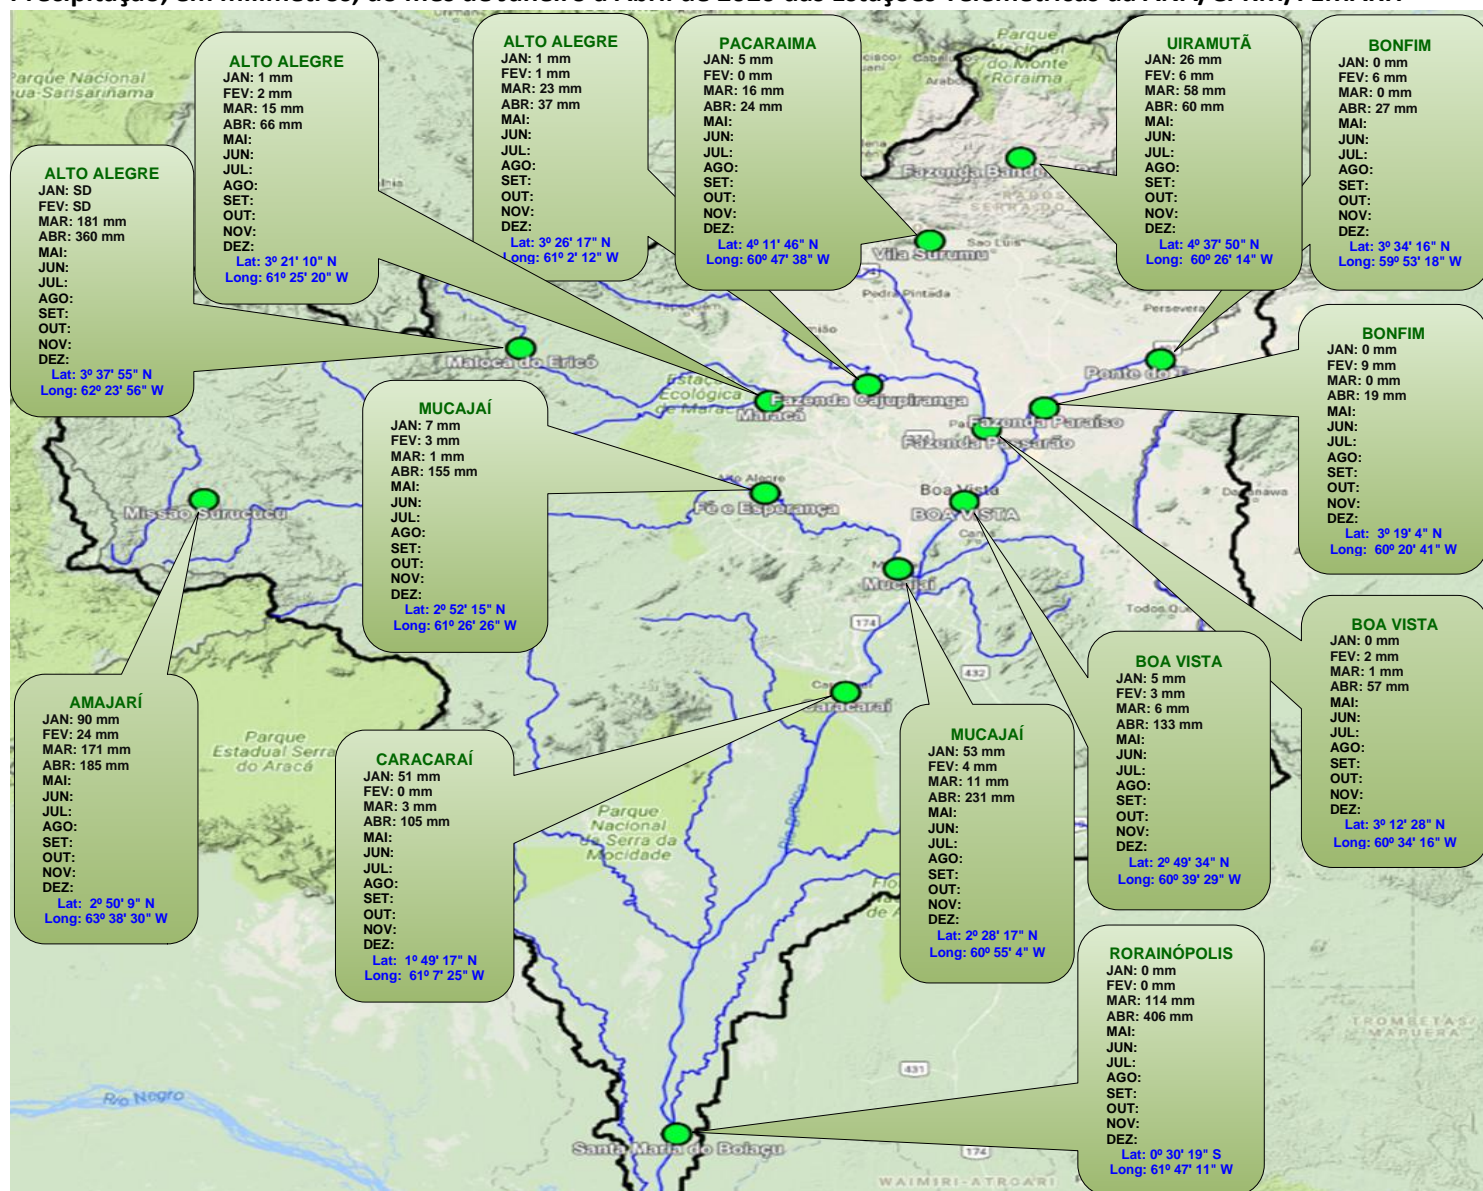 ALTO ALEGRE
JAN: 1 mm
FEV: 2 mm
MAR: 15 mm
ABR: 66 mm
MAI:
JUN:
JUL:
AGO:
SET:
OUT:
NOV:
DEZ:
Lat: 3º 21' 10" N
Long: 61º 25' 20" W
ALTO ALEGRE
JAN: 1 mm
FEV: 1 mm
MAR: 23 mm
ABR: 37 mm
MAI:
JUN:
JUL:
AGO:
SET:
OUT:
NOV:
DEZ:
Lat: 3º 26' 17" N
Long: 61º 2' 12" W
PACARAIMA
JAN: 5 mm
FEV: 0 mm
MAR: 16 mm
ABR: 24 mm
MAI:
JUN:
JUL:
AGO:
SET:
OUT:
NOV:
DEZ:
Lat: 4º 11' 46" N
Long: 60º 47' 38" W
UIRAMUTÃ
JAN: 26 mm
FEV: 6 mm
MAR: 58 mm
ABR: 60 mm
MAI:
JUN:
JUL:
AGO:
SET:
OUT:
NOV:
DEZ:
Lat: 4º 37' 50" N
Long: 60º 26' 14" W
BONFIM
JAN: 0 mm
FEV: 6 mm
MAR: 0 mm
ABR: 27 mm
MAI:
JUN:
JUL:
AGO:
SET:
OUT:
NOV:
DEZ:
Lat: 3º 34' 16" N
Long: 59º 53' 18" W
ALTO ALEGRE
JAN: SD
FEV: SD
MAR: 181 mm
ABR: 360 mm
MAI:
JUN:
JUL:
AGO:
SET:
OUT:
NOV:
DEZ:
Lat: 3º 37' 55" N
Long: 62º 23' 56" W
BONFIM
JAN: 0 mm
FEV: 9 mm
MAR: 0 mm
ABR: 19 mm
MAI:
JUN:
JUL:
AGO:
SET:
OUT:
NOV:
DEZ:
Lat: 3º 19' 4" N
Long: 60º 20' 41" W
MUCAJAÍ
JAN: 7 mm
FEV: 3 mm
MAR: 1 mm
ABR: 155 mm
MAI:
JUN:
JUL:
AGO:
SET:
OUT:
NOV:
DEZ:
Lat: 2º 52' 15" N
Long: 61º 26' 26" W
BOA VISTA
JAN: 0 mm
FEV: 2 mm
MAR: 1 mm
ABR: 57 mm
MAI:
JUN:
JUL:
AGO:
SET:
OUT:
NOV:
DEZ:
Lat: 3º 12' 28" N
Long: 60º 34' 16" W
BOA VISTA
JAN: 5 mm
FEV: 3 mm
MAR: 6 mm
ABR: 133 mm
MAI:
JUN:
JUL:
AGO:
SET:
OUT:
NOV:
DEZ:
Lat: 2º 49' 34" N
Long: 60º 39' 29" W
AMAJARÍ
JAN: 90 mm
FEV: 24 mm
MAR: 171 mm
ABR: 185 mm
MAI:
JUN:
JUL:
AGO:
SET:
OUT:
NOV:
DEZ:
Lat: 2º 50' 9" N
Long: 63º 38' 30" W
CARACARAÍ
JAN: 51 mm
FEV: 0 mm
MAR: 3 mm
ABR: 105 mm
MAI:
JUN:
JUL:
AGO:
SET:
OUT:
NOV:
DEZ:
Lat: 1º 49' 17" N
Long: 61º 7' 25" W
MUCAJAÍ
JAN: 53 mm
FEV: 4 mm
MAR: 11 mm
ABR: 231 mm
MAI:
JUN:
JUL:
AGO:
SET:
OUT:
NOV:
DEZ:
Lat: 2º 28' 17" N
Long: 60º 55' 4" W
RORAINÓPOLIS
JAN: 0 mm
FEV: 0 mm
MAR: 114 mm
ABR: 406 mm
MAI:
JUN:
JUL:
AGO:
SET:
OUT:
NOV:
DEZ:
Lat: 0º 30' 19" S
Long: 61º 47' 11" W
Parque Nacional
Parque
do Monte
Roraima
Vila Surumu
Sao Luis
Pedra Pintada
Maloca do Ericó
Maracá
Fazenda Cajupiranga
Fazenda Paraíso
Fazenda Passarão
Missão Surucucu
Alto Alegre
Fé e Esperança
Boa Vista
BOA VISTA
Mucajaí
174
432
Caracaraí
Parque
Estadual Serra
do Aracá
Parque
Nacional
da Serra da
Mocidade
Rio Branco
Rio Negro
431
174
Santa Maria do Boiaçu
WAIMIRI-ATROARI
TROMBETAS/
MAPUERA